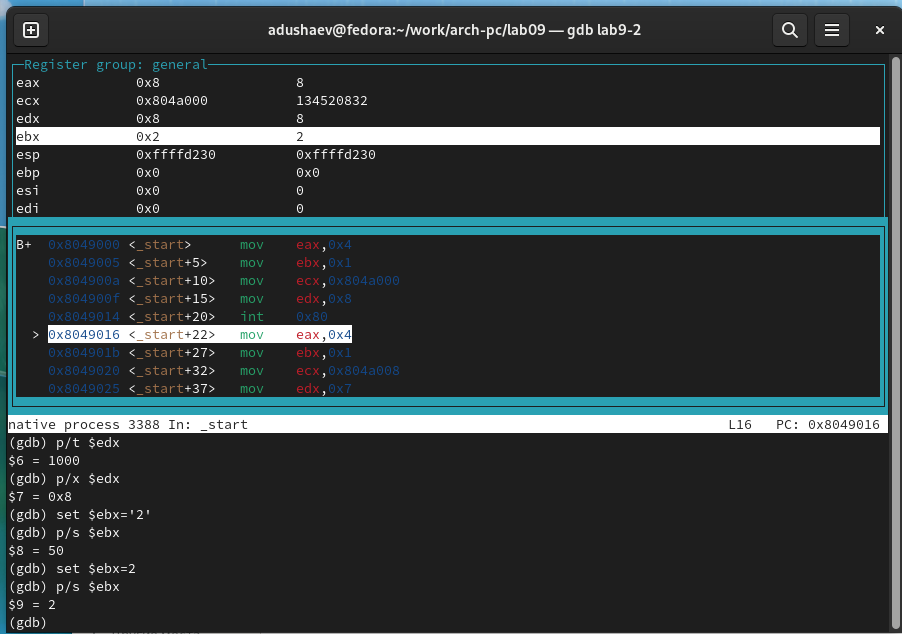 adushaev@fedora:~/work/arch-pc/lab09 — gdb lab9-2
Register group: general
eax 0x8 8
ecx 0x804a000 134520832
edx 0x8 8
ebx 0x2 2
esp 0xffffd230 0xffffd230
ebp 0x0 0x0
esi 0x0 0
edi 0x0 0
B+ 0x8049000 <_start> mov eax,0x4
0x8049005 <_start+5> mov ebx,0x1
0x804900a <_start+10> mov ecx,0x804a000
0x804900f <_start+15> mov edx,0x8
0x8049014 <_start+20> int 0x80
> 0x8049016 <_start+22> mov eax,0x4
0x804901b <_start+27> mov ebx,0x1
0x8049020 <_start+32> mov ecx,0x804a008
0x8049025 <_start+37> mov edx,0x7
native process 3388 In: _start L16 PC: 0x8049016
(gdb) p/t $edx
$6 = 1000
(gdb) p/x $edx
$7 = 0x8
(gdb) set $ebx='2'
(gdb) p/s $ebx
$8 = 50
(gdb) set $ebx=2
(gdb) p/s $ebx
$9 = 2
(gdb)